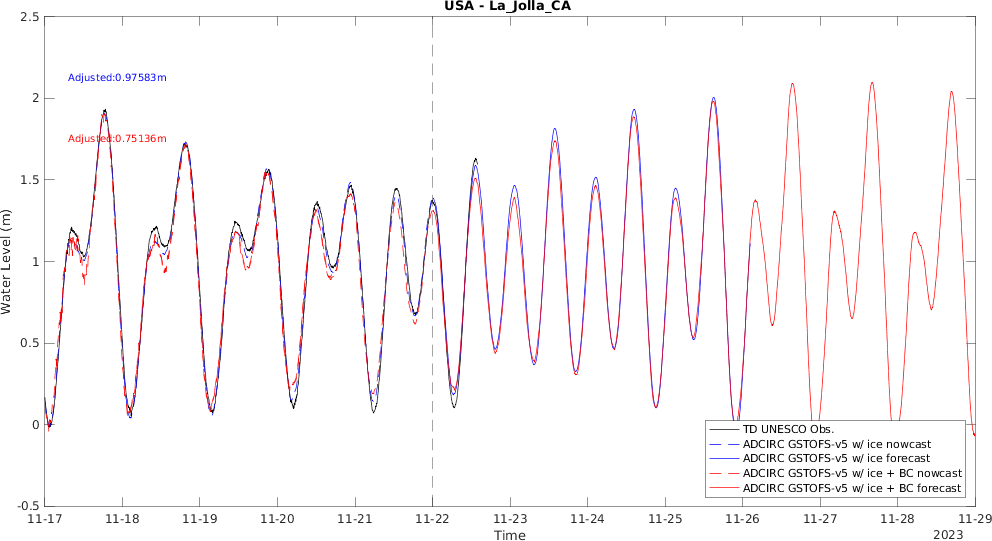 USA - La_Jolla_CA
2.5
Adjusted:0.97583m
2
Adjusted:0.75136m
1.5
1
0.5
0
-0.5
Water Level (m)
TD UNESCO Obs.
ADCIRC GSTOFS-v5 w/ ice nowcast
ADCIRC GSTOFS-v5 w/ ice forecast
ADCIRC GSTOFS-v5 w/ ice + BC nowcast
ADCIRC GSTOFS-v5 w/ ice + BC forecast
11-17 11-18 11-19 11-20 11-21 11-22 11-23 11-24 11-25 11-26 11-27 11-28 11-29
Time
2023